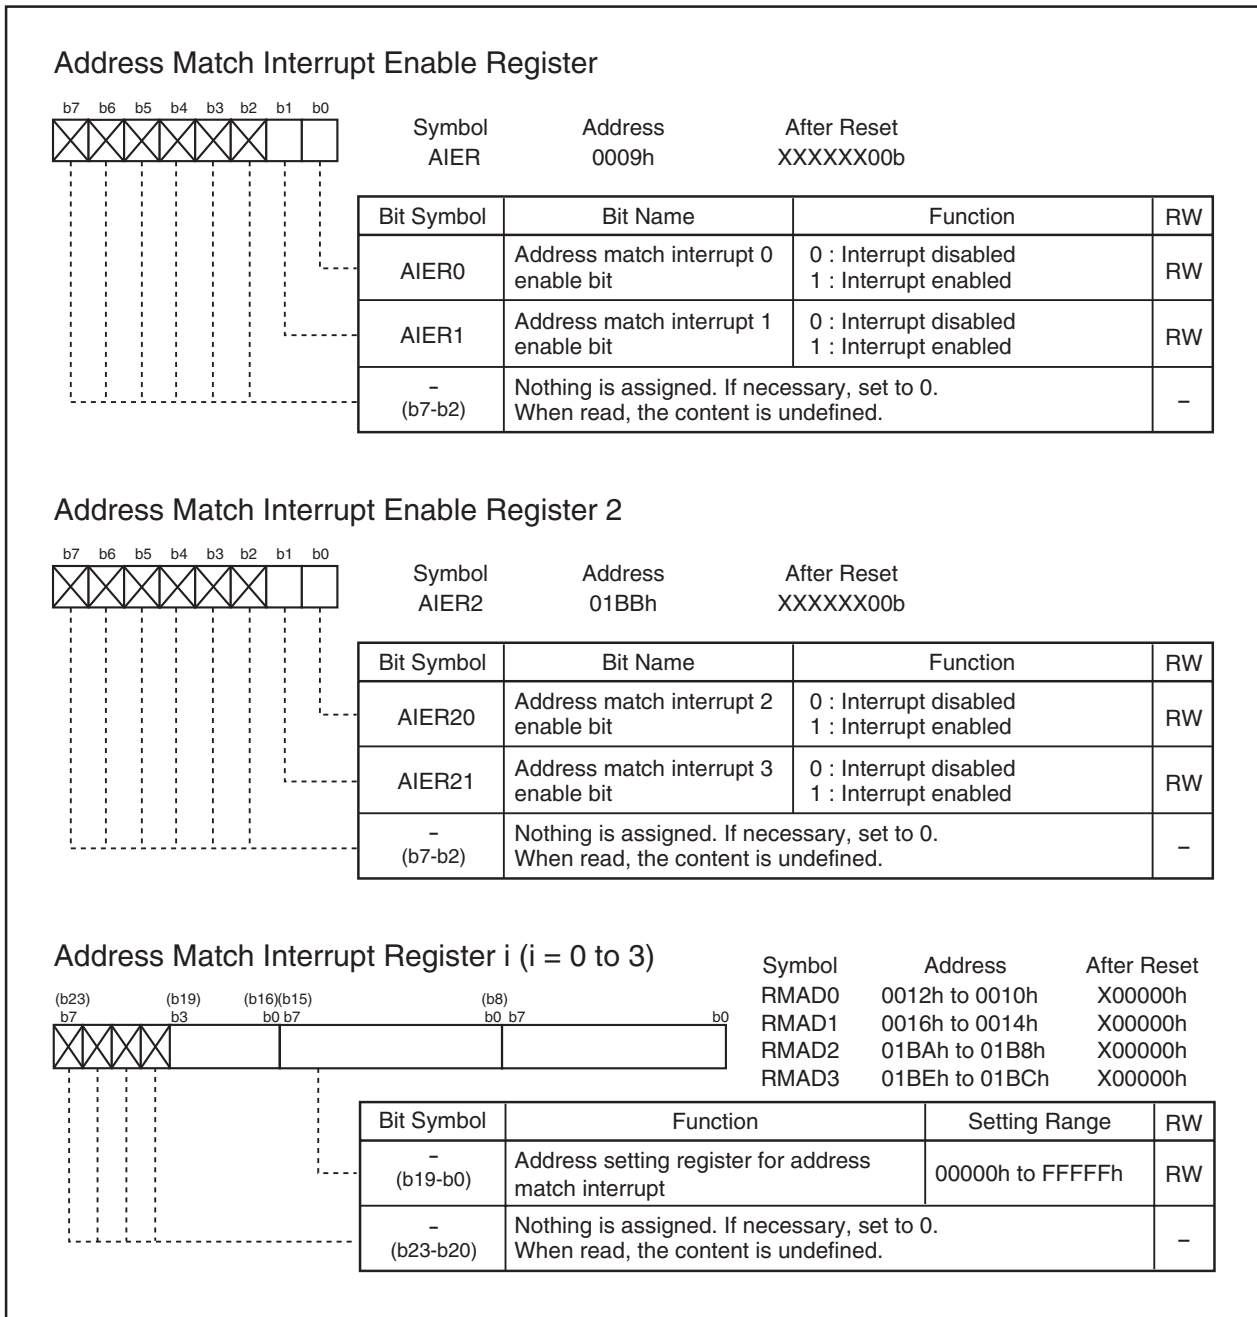 Address Match Interrupt Enable Register
b7 b6 b5 b4 b3 b2 b1 b0
Symbol Address After Reset
AIER 0009h XXXXXX00b
Bit Symbol Bit Name Function RW
AIER0 Address match interrupt 0 enable bit 0 : Interrupt disabled 1 : Interrupt enabled RW
AIER1 Address match interrupt 1 enable bit 0 : Interrupt disabled 1 : Interrupt enabled RW
– (b7-b2) Nothing is assigned. If necessary, set to 0. When read, the content is undefined. –
Address Match Interrupt Enable Register 2
b7 b6 b5 b4 b3 b2 b1 b0
Symbol Address After Reset
AIER2 01BBh XXXXXX00b
Bit Symbol Bit Name Function RW
AIER20 Address match interrupt 2 enable bit 0 : Interrupt disabled 1 : Interrupt enabled RW
AIER21 Address match interrupt 3 enable bit 0 : Interrupt disabled 1 : Interrupt enabled RW
– (b7-b2) Nothing is assigned. If necessary, set to 0. When read, the content is undefined. –
Address Match Interrupt Register i (i = 0 to 3)
Symbol Address After Reset
RMAD0 0012h to 0010h X00000h
RMAD1 0016h to 0014h X00000h
RMAD2 01BAh to 01B8h X00000h
RMAD3 01BEh to 01BCh X00000h
(b23) (b19) (b16)(b15) (b8)
b7 b3 b0 b7 b0 b7 b0
Bit Symbol Function Setting Range RW
– (b19-b0) Address setting register for address match interrupt 00000h to FFFFFh RW
– (b23-b20) Nothing is assigned. If necessary, set to 0. When read, the content is undefined. –